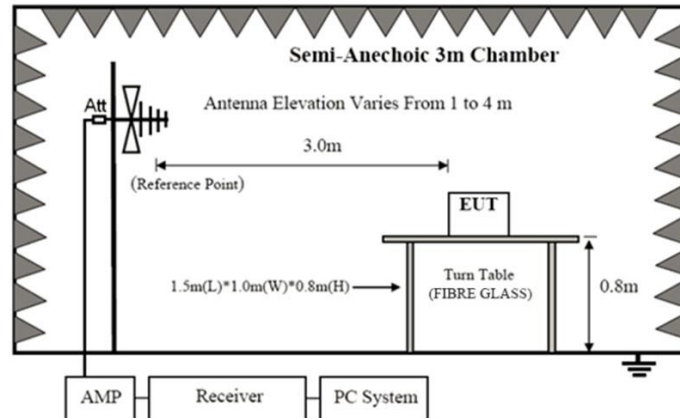 Semi-Anechoic 3m Chamber
Att
Antenna Elevation Varies From 1 to 4 m
3.0m
(Reference Point)
EUT
1.5m(L)*1.0m(W)*0.8m(H)
Turn Table
(FIBRE GLASS)
0.8m
AMP
Receiver
PC System